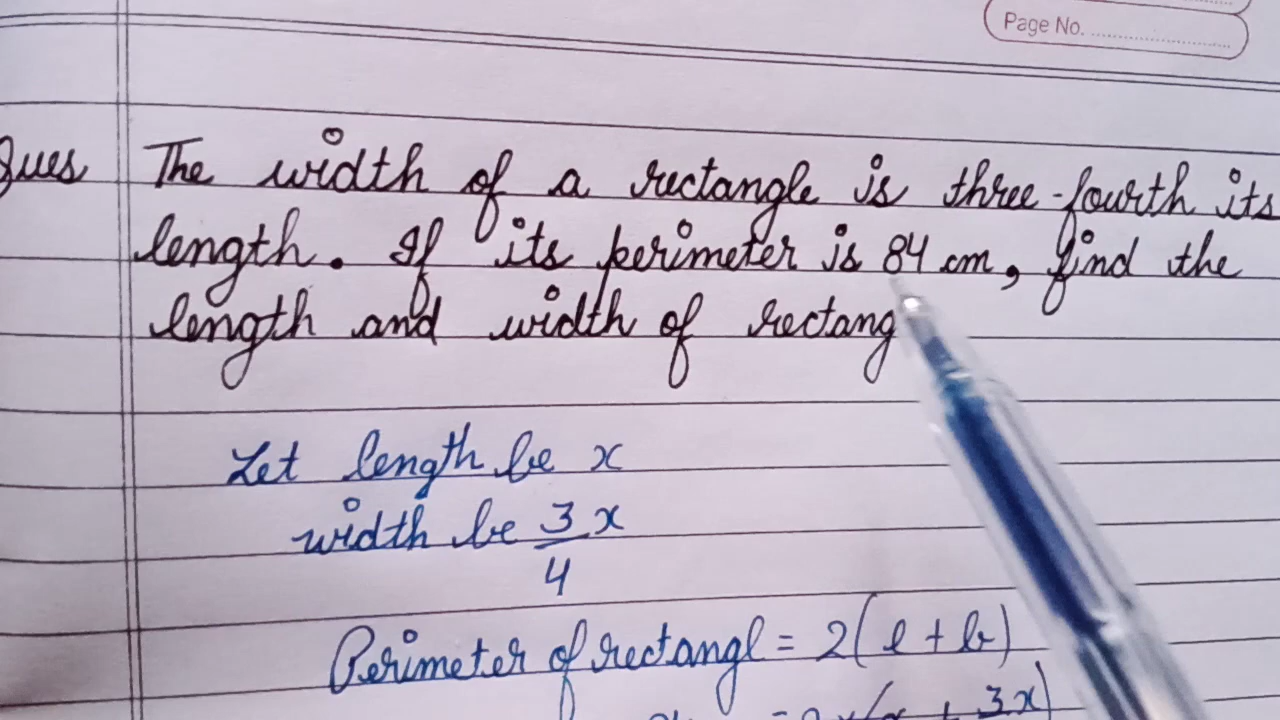 Page No.
Ques The width of a rectangle is three-fourth its
length. If its perimeter is 84 cm, find the
length and width of rectang
Let length be x
width be 3/4 x
Perimeter of rectangl = 2(l + b)
3x)